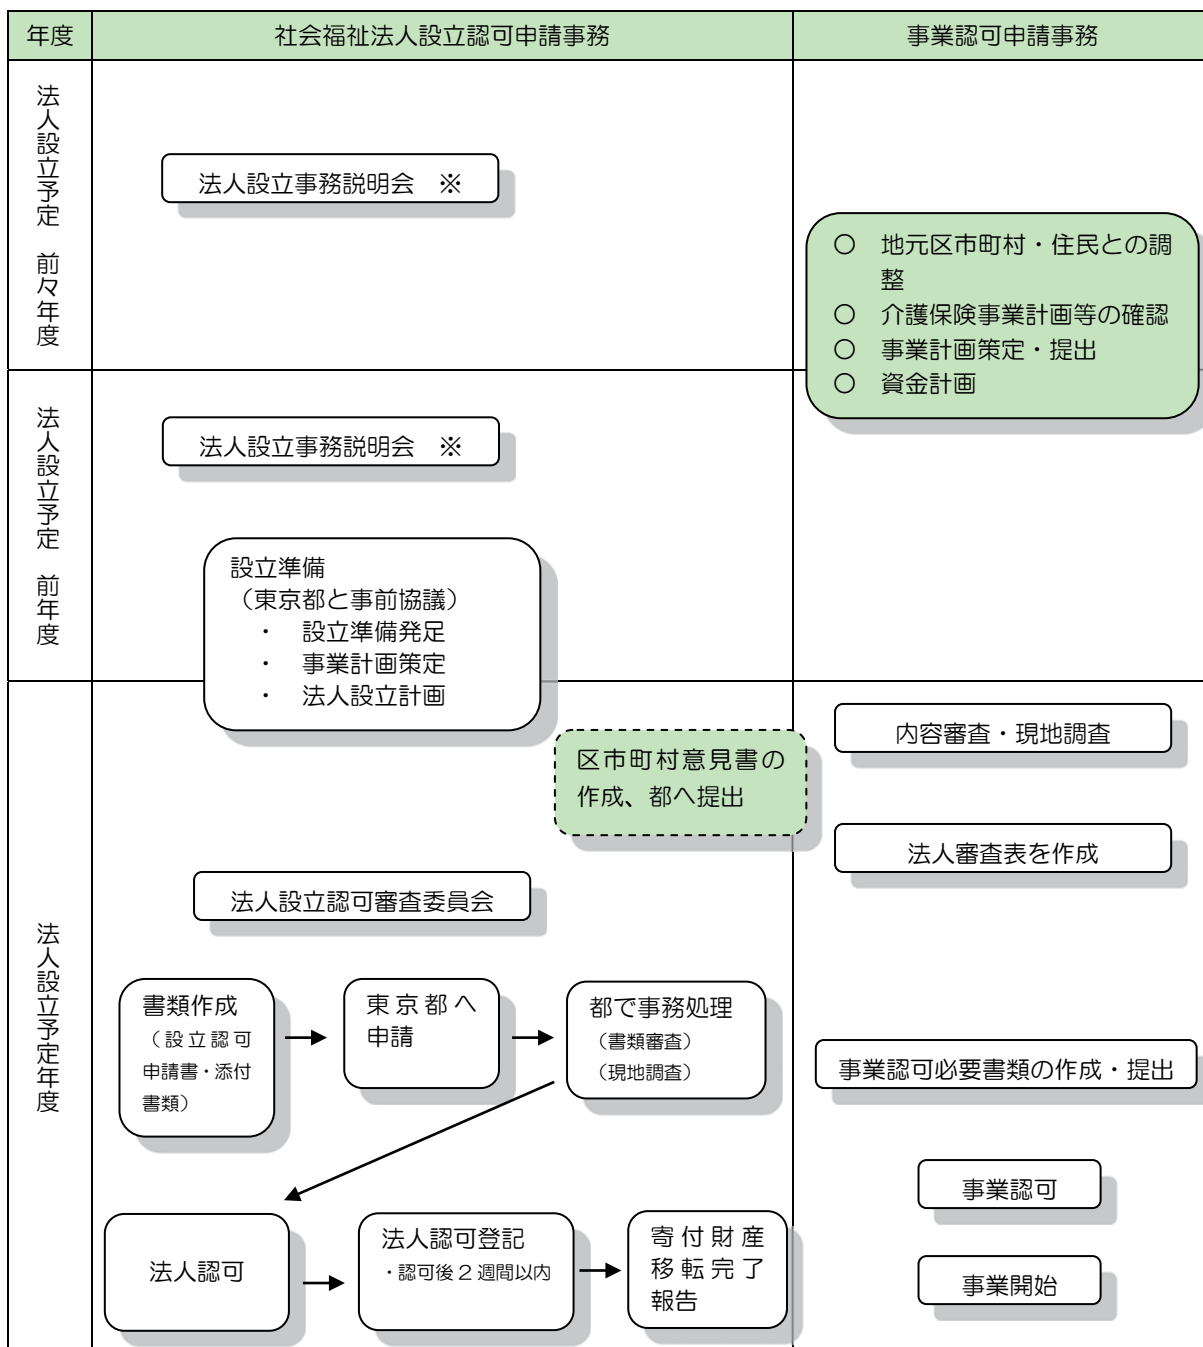 年度
社会福祉法人設立認可申請事務
事業認可申請事務
法人設立予定 前々年度
法人設立事務説明会 ※
○ 地元区市町村・住民との調
整
○ 介護保険事業計画等の確認
○ 事業計画策定・提出
○ 資金計画
法人設立予定 前年度
法人設立事務説明会 ※
設立準備
（東京都と事前協議）
・ 設立準備発足
・ 事業計画策定
・ 法人設立計画
法人設立予定年度
区市町村意見書の
作成、都へ提出
内容審査・現地調査
法人審査表を作成
法人設立認可審査委員会
書類作成
（設立認可
申請書・添付
書類）
東京都へ
申請
都で事務処理
（書類審査）
（現地調査）
事業認可必要書類の作成・提出
法人認可
法人認可登記
・認可後2週間以内
寄付財産
移転完了
報告
事業認可
事業開始